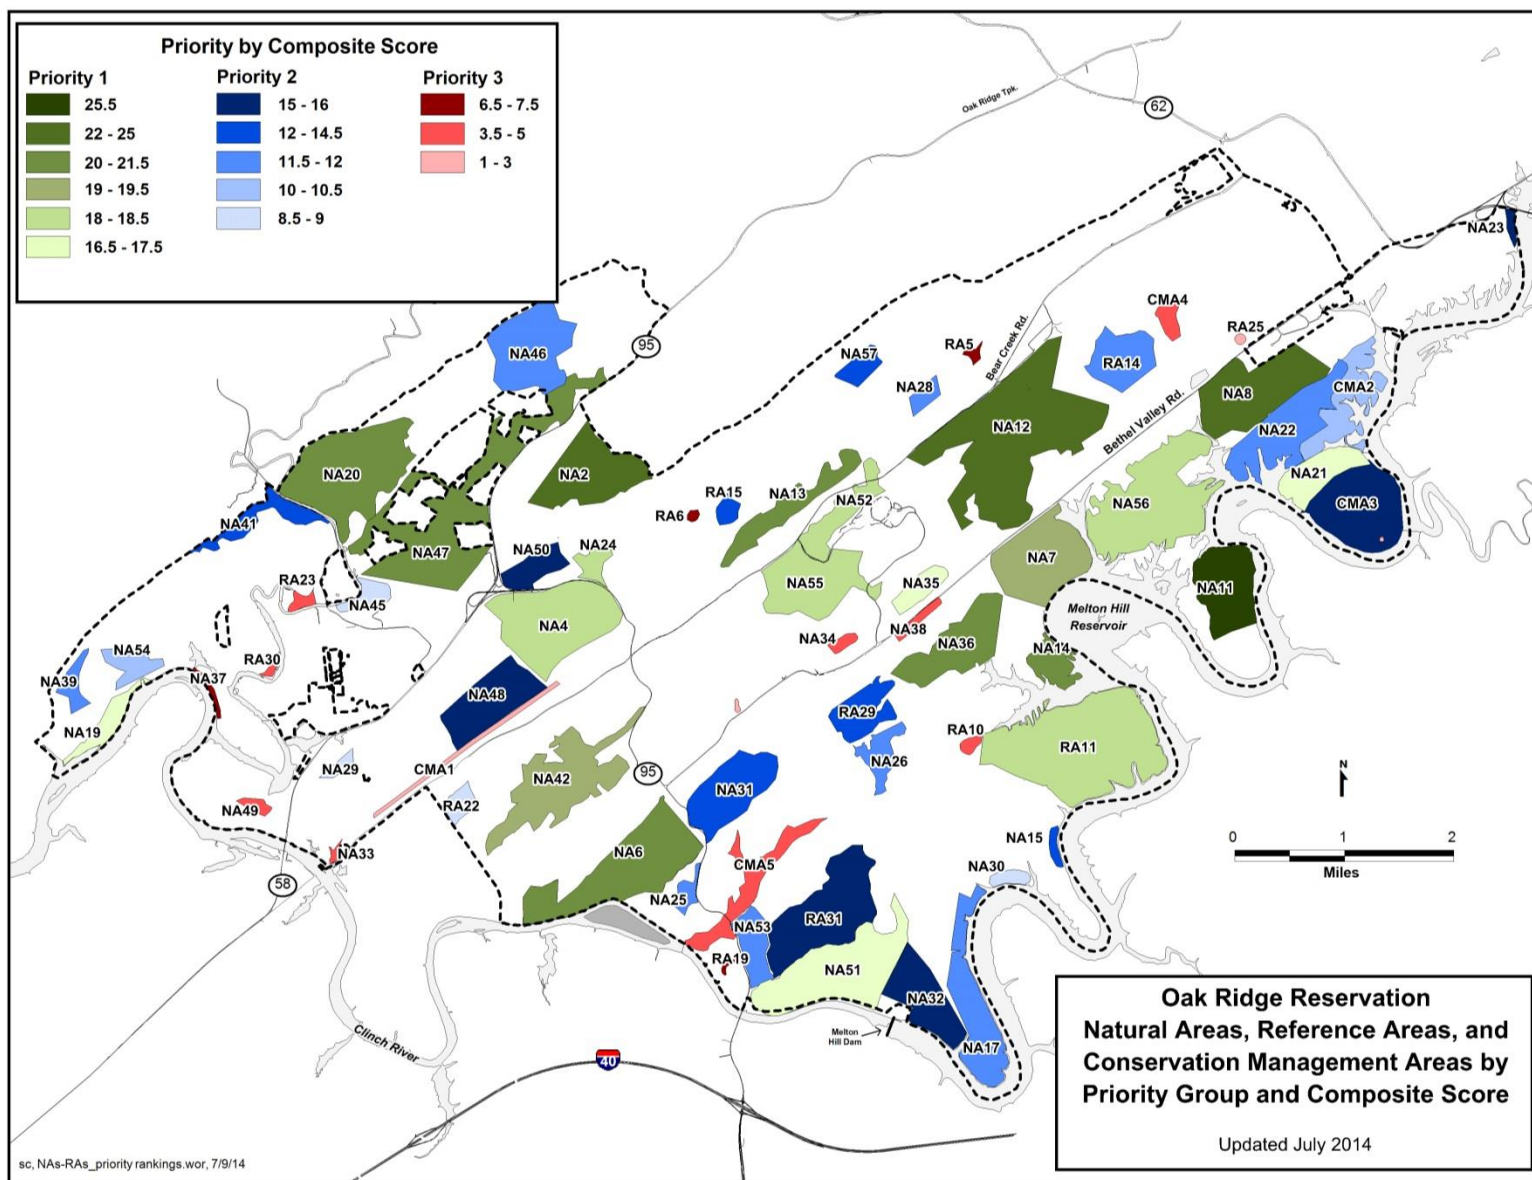 Priority by Composite Score
Priority 1
Priority 2
Priority 3
25.5
15 - 16
6.5 - 7.5
22 - 25
12 - 14.5
3.5 - 5
20 - 21.5
11.5 - 12
1 - 3
19 - 19.5
10 - 10.5
18 - 18.5
8.5 - 9
16.5 - 17.5
Oak Ridge Tpk.
62
NA23
CMA4
RA25
95
NA46
NA57
RA5
Bear Creek Rd.
RA14
NA28
CMA2
NA8
Bethel Valley Rd.
NA12
NA22
NA20
NA2
NA13
RA15
NA52
NA21
RA6
NA56
CMA3
NA41
NA47
NA50
NA24
NA7
RA23
NA55
NA35
NA11
NA45
Melton Hill
Reservoir
NA4
NA38
NA34
NA36
NA14
NA54
RA30
NA37
NA39
NA48
RA29
NA19
RA10
RA11
NA26
CMA1
NA29
NA42
95
NA31
RA22
NA49
NA15
NA33
NA6
CMA5
NA30
58
NA25
RA31
NA53
RA19
NA51
NA32
Clinch River
Melton
Hill Dam
NA17
40
N
0
1
2
Miles
Oak Ridge Reservation
Natural Areas, Reference Areas, and
Conservation Management Areas by
Priority Group and Composite Score
Updated July 2014
sc, NAs-RAs_priority rankings.wor, 7/9/14